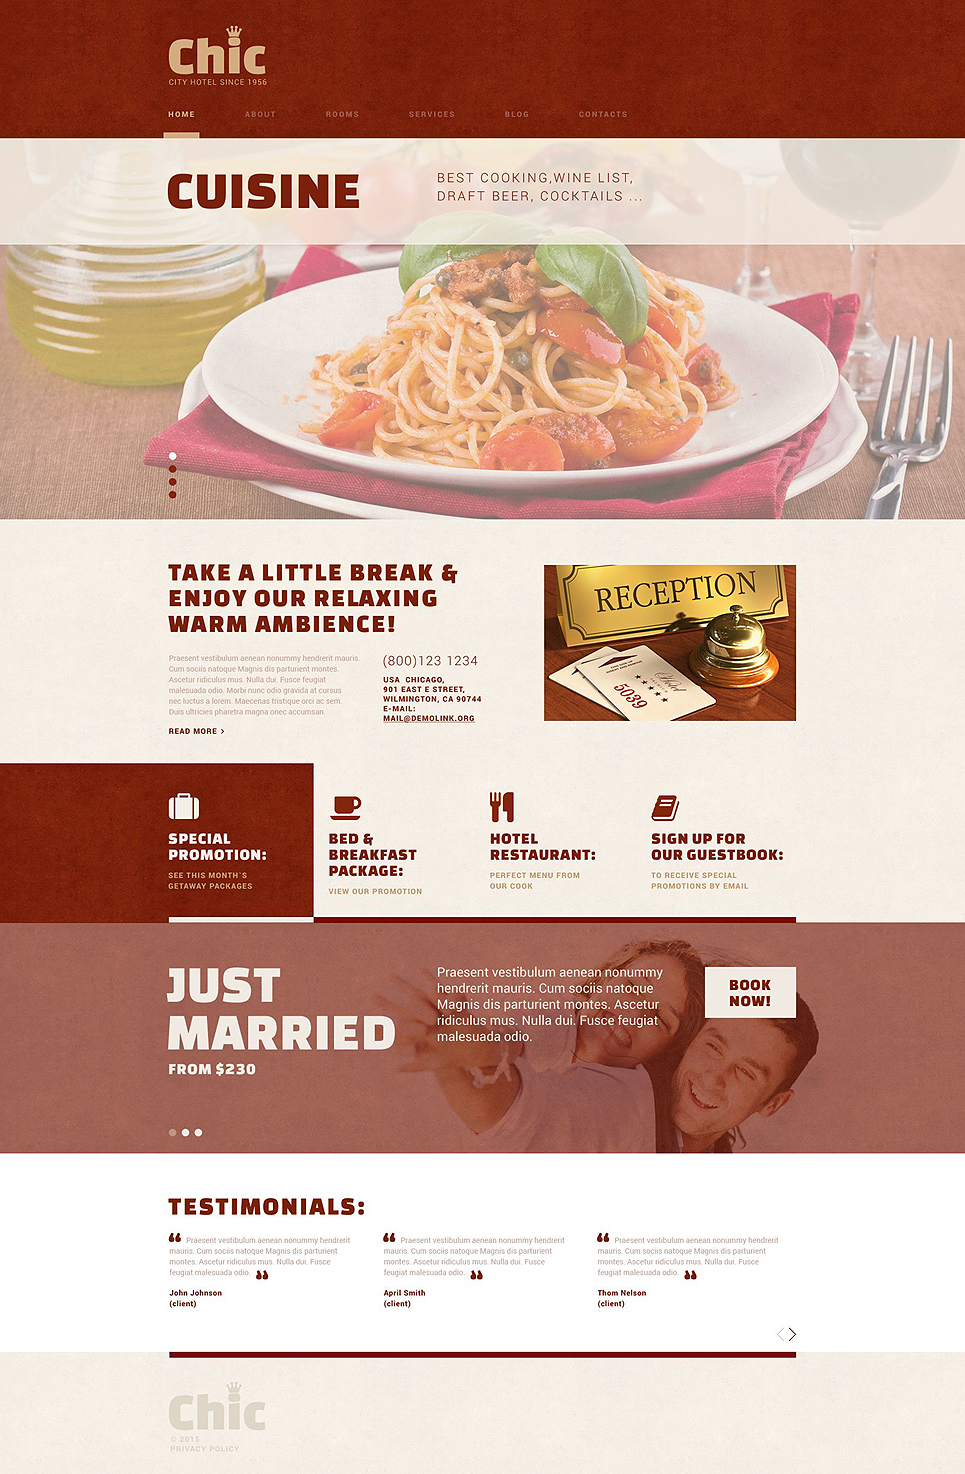 Chic
CITY HOTEL SINCE 1956
HOME ABOUT ROOMS SERVICES BLOG CONTACTS
CUISINE
BEST COOKING,WINE LIST,
DRAFT BEER, COCKTAILS ...
TAKE A LITTLE BREAK &
ENJOY OUR RELAXING
WARM AMBIENCE!
Praesent vestibulum aenean nonummy hendrerit mauris.
Cum sociis natoque Magnis dis parturient montes.
Ascetur ridiculus mus. Nulla dui. Fusce feugiat
malesuada odio. Morbi nunc odio gravida at cursus
nec luctus a lorem. Maecenas tristique orci ac sem.
Duis ultricies pharetra magna onec accumsan.
READ MORE >
(800)123 1234
USA CHICAGO,
901 EAST E STREET,
WILMINGTON, CA 90744
E-MAIL:
MAIL@DEMOLINK.ORG
RECEPTION
Hotel
5039
SPECIAL
PROMOTION:
SEE THIS MONTH`S
GETAWAY PACKAGES
BED &
BREAKFAST
PACKAGE:
VIEW OUR PROMOTION
HOTEL
RESTAURANT:
PERFECT MENU FROM
OUR COOK
SIGN UP FOR
OUR GUESTBOOK:
TO RECEIVE SPECIAL
PROMOTIONS BY EMAIL
JUST
MARRIED
FROM $230
Praesent vestibulum aenean nonummy
hendrerit mauris. Cum sociis natoque
Magnis dis parturient montes. Ascetur
ridiculus mus. Nulla dui. Fusce feugiat
malesuada odio.
BOOK
NOW!
TESTIMONIALS:
“ Praesent vestibulum aenean nonummy hendrerit
mauris. Cum sociis natoque Magnis dis parturient
montes. Ascetur ridiculus mus. Nulla dui. Fusce
feugiat malesuada odio. ”
John Johnson
(client)
“ Praesent vestibulum aenean nonummy hendrerit
mauris. Cum sociis natoque Magnis dis parturient
montes. Ascetur ridiculus mus. Nulla dui. Fusce
feugiat malesuada odio. ”
April Smith
(client)
“ Praesent vestibulum aenean nonummy hendrerit
mauris. Cum sociis natoque Magnis dis parturient
montes. Ascetur ridiculus mus. Nulla dui. Fusce
feugiat malesuada odio. ”
Thom Nelson
(client)
Chic
© 2015
PRIVACY POLICY